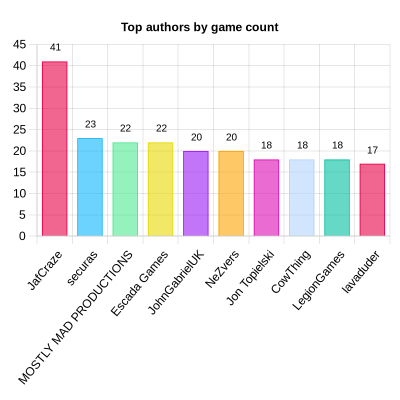 Top authors by game count
45
40
35
30
25
20
15
10
5
0
41
23
22
22
20
20
18
18
18
17
JatCraze
securas
MOSTLY MAD PRODUCTIONS
Escada Games
JohnGabrielUK
NeZvers
Jon Topielski
CowThing
LegionGames
lavaduder